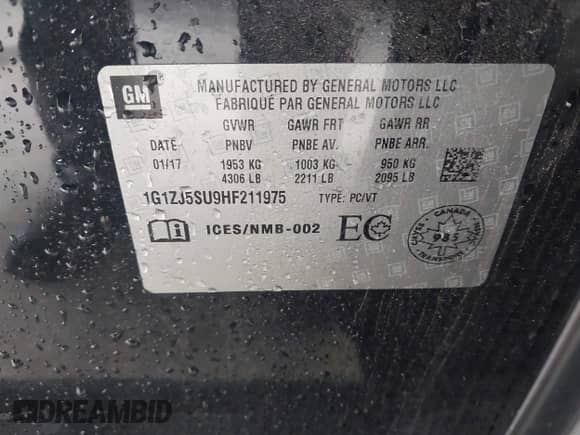 GM
MANUFACTURED BY GENERAL MOTORS LLC
FABRIQUÉ PAR GENERAL MOTORS LLC
GVWR GAWR FRT GAWR RR
DATE PNBV PNBE AV. PNBE ARR.
01/17 1953 KG 1003 KG 950 KG
4306 LB 2211 LB 2095 LB
1G1ZJ5SU9HF211975 TYPE: PC/VT
ICES/NMB-002 EC
CANADA
985
TRANSPORT
DREAMBID